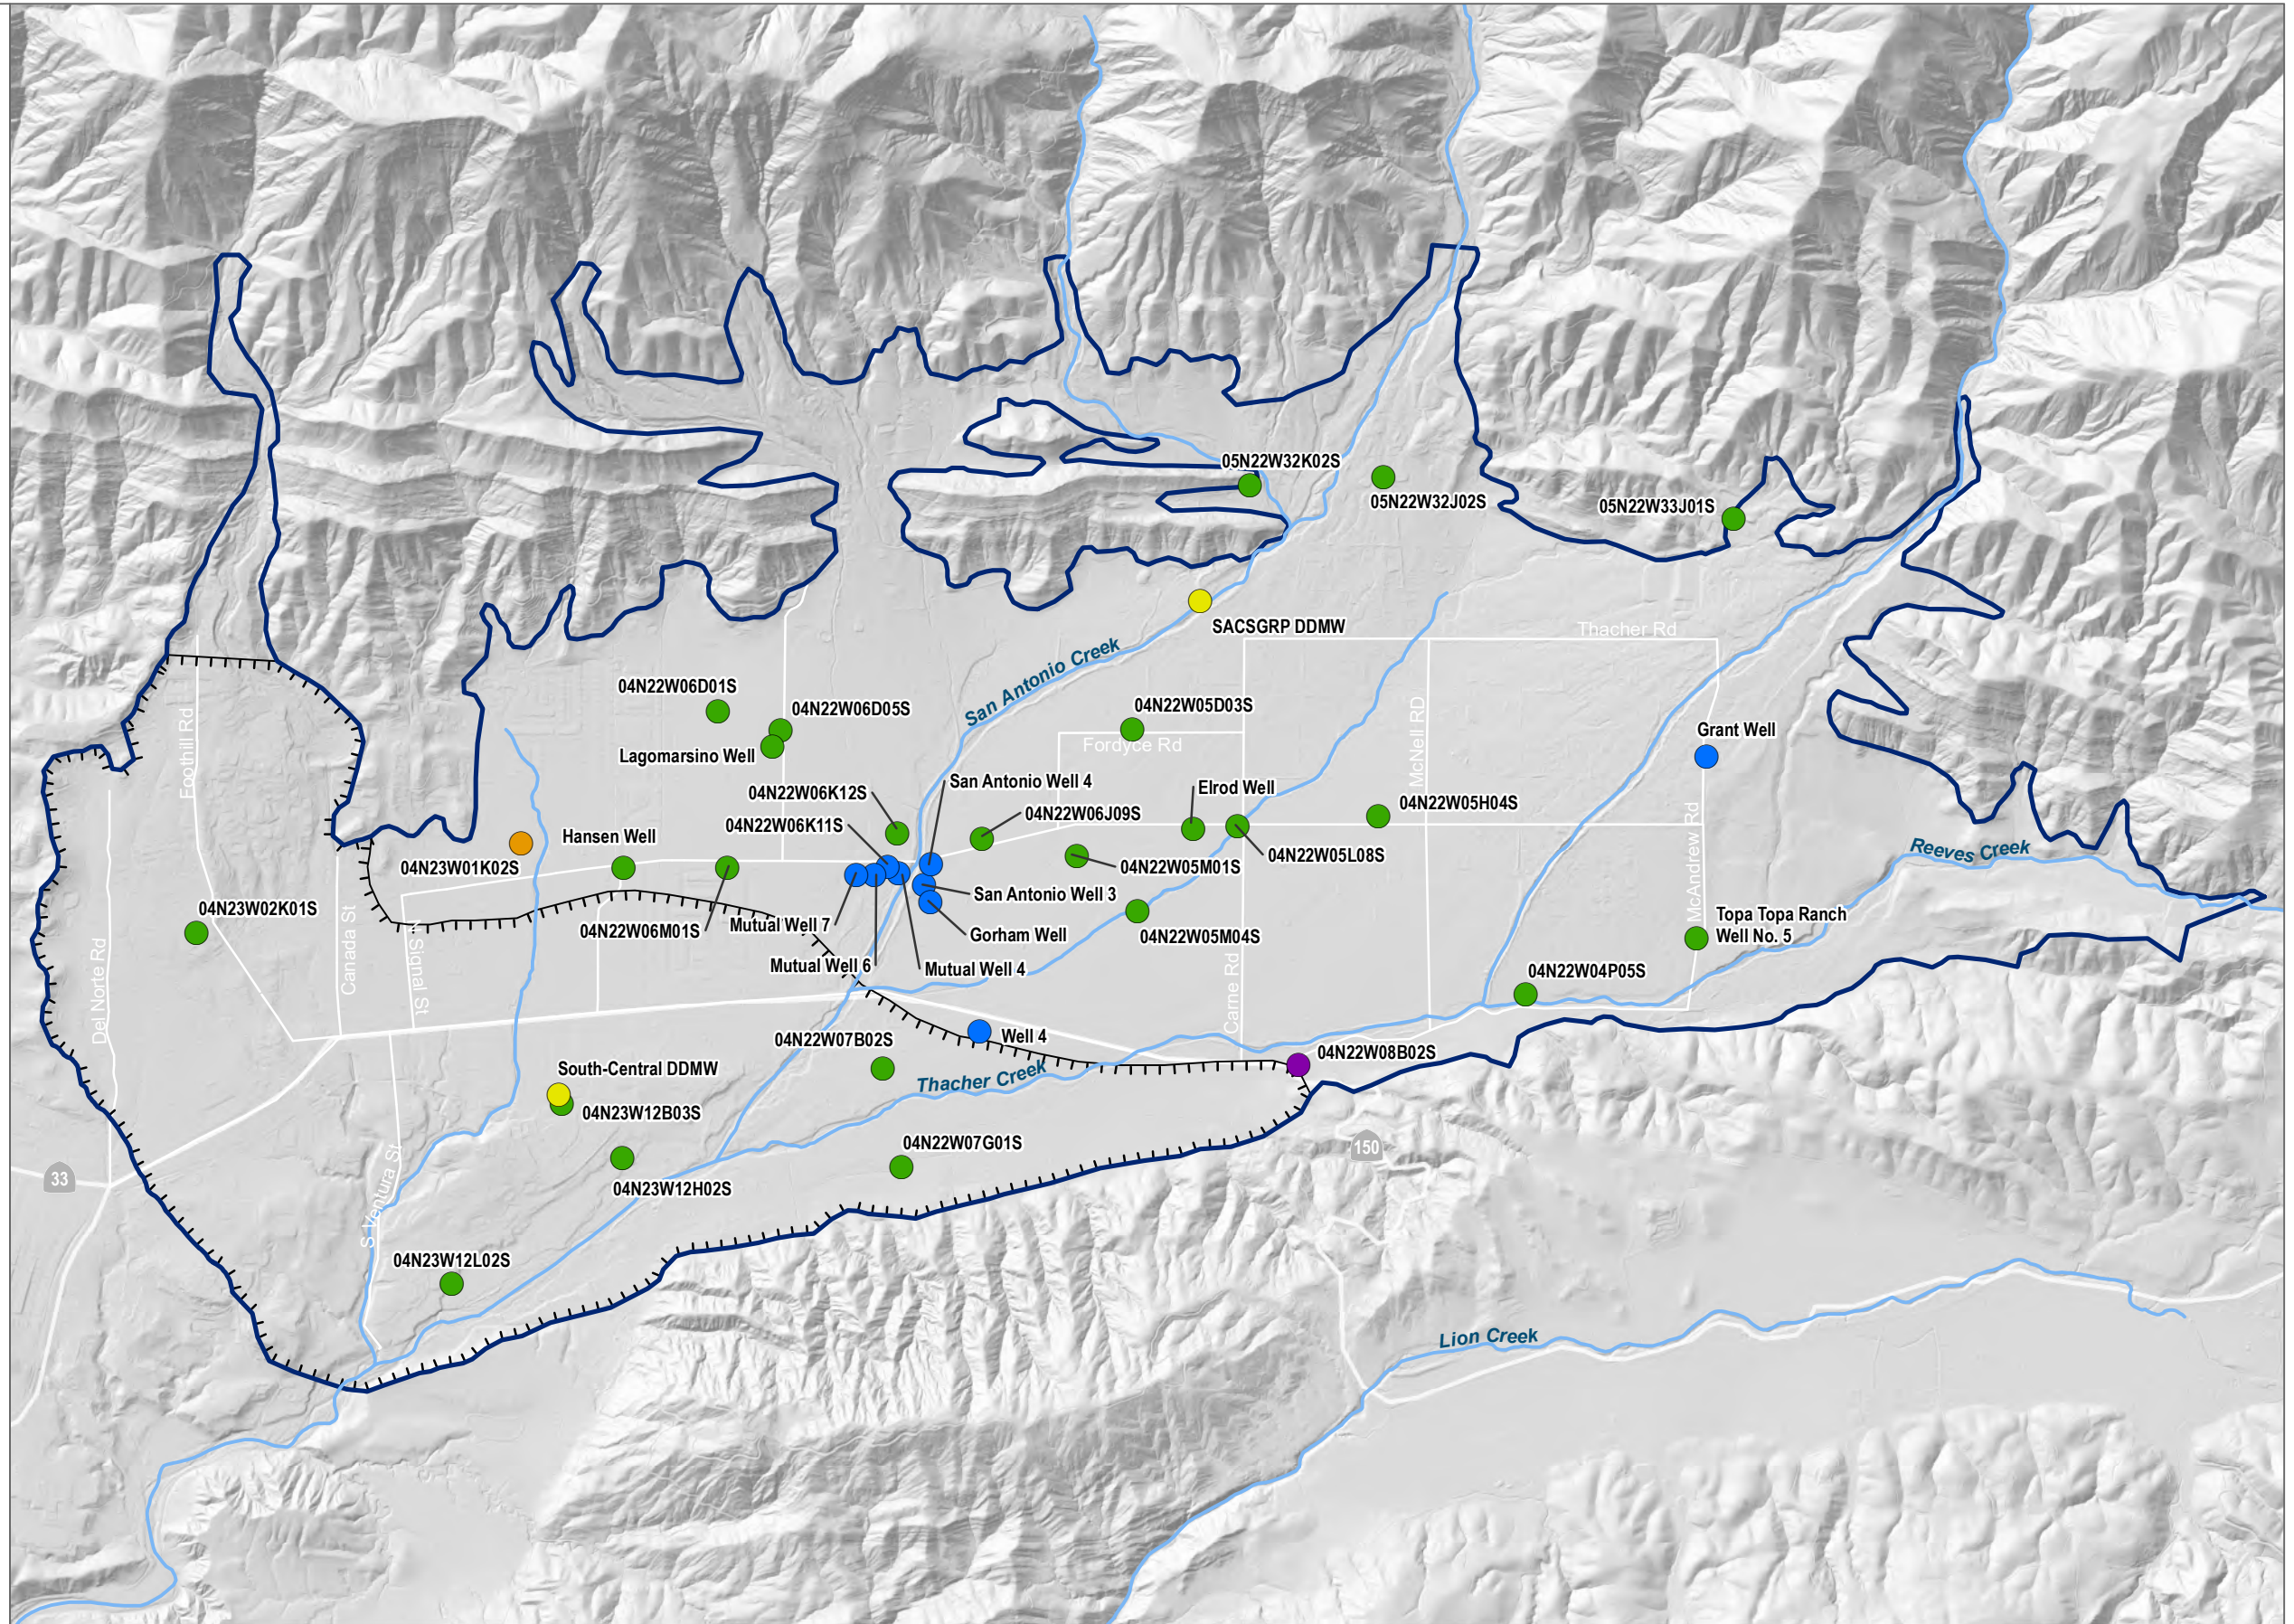 05N22W32K02S
05N22W32J02S
05N22W33J01S
SACSGRP DDMW
Thacher Rd
San Antonio Creek
04N22W06D01S
04N22W06D05S
04N22W05D03S
Foothill Rd
Fordyce Rd
McNell RD
Grant Well
Lagomarsino Well
San Antonio Well 4
04N22W06K12S
Elrod Well
04N22W05H04S
04N22W06J09S
04N22W06K11S
Hansen Well
04N23W01K02S
04N22W05M01S
04N22W05L08S
Reeves Creek
McAndrew Rd
San Antonio Well 3
04N23W02K01S
Topa Topa Ranch
Well No. 5
04N22W06M01S
Mutual Well 7
Gorham Well
04N22W05M04S
Del Norte Rd
Canada St
N Signal St
Mutual Well 6
Mutual Well 4
04N22W04P05S
Carne Rd
Well 4
04N22W07B02S
04N22W08B02S
South-Central DDMW
Thacher Creek
04N23W12B03S
04N22W07G01S
150
33
04N23W12H02S
S Ventura St
04N23W12L02S
Lion Creek